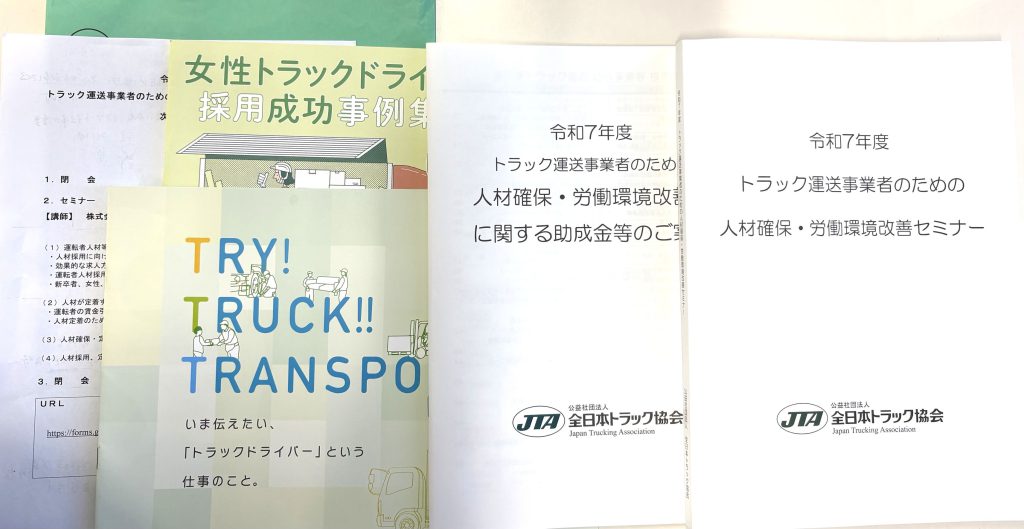 令
トラック運送事業者のための
次
1. 閉 会
2. セミナー
【講師】 株式会
(1) 運転者人材等
・人材採用に向け
・効果的な求人方
・運転者人材採用
・新卒者、女性、
(2) 人材が定着す
・運転者の賃金引
・人材定着のため
(3) 人材確保・定
(4) 人材採用、定
3. 閉 会
URL
https://forms.g
女性トラックドライ
採用成功事例集
TRY!
TRUCK!!
TRANSPO
いま伝えたい、
「トラックドライバー」という
仕事のこと。
令和7年度
トラック運送事業者のため
人材確保・労働環境改善
に関する助成金等のご案
JTA
公益社団法人
全日本トラック協会
Japan Trucking Association
令和7年度
トラック運送事業者のための
人材確保・労働環境改善セミナー
JTA
公益社団法人
全日本トラック協会
Japan Trucking Association